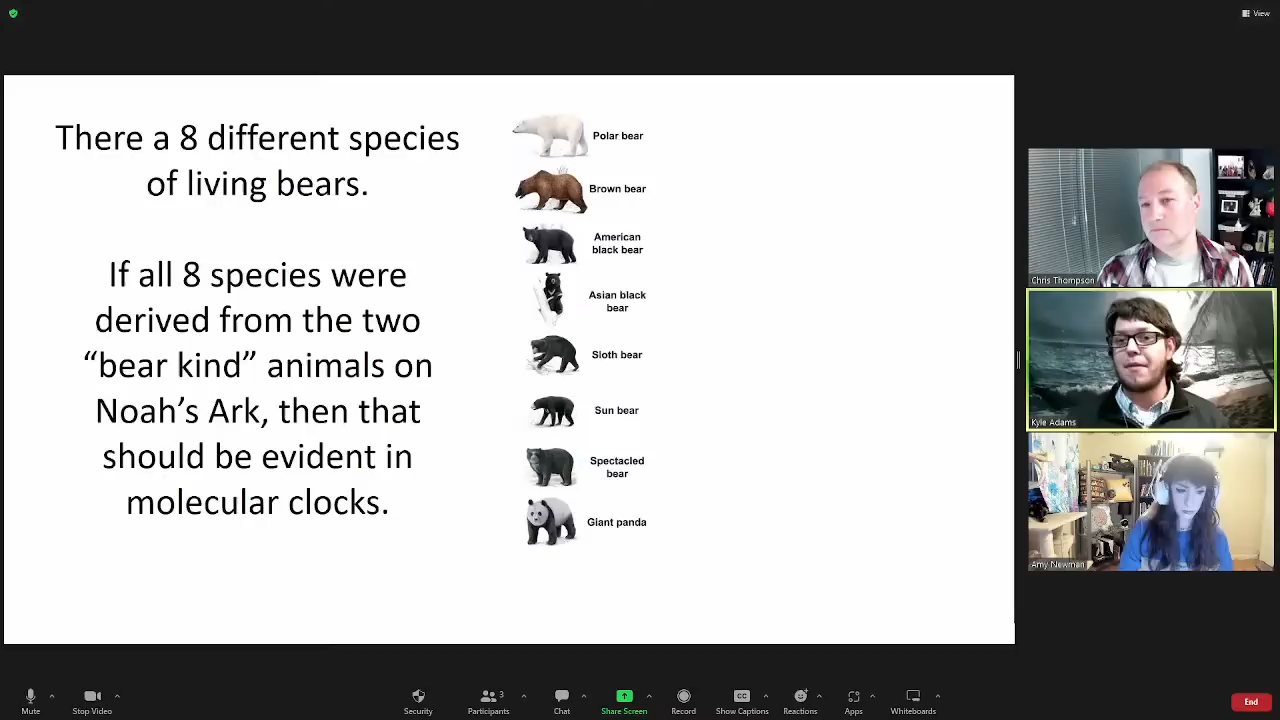 View
There a 8 different species
of living bears.
If all 8 species were
derived from the two
“bear kind” animals on
Noah’s Ark, then that
should be evident in
molecular clocks.
Polar bear
Brown bear
American
black bear
Asian black
bear
Sloth bear
Sun bear
Spectacled
bear
Giant panda
Chris Thompson
Kyle Adams
Amy Newman
Mute
Stop Video
Security
Participants
3
Chat
Share Screen
Record
CC
Show Captions
Reactions
Apps
Whiteboards
End